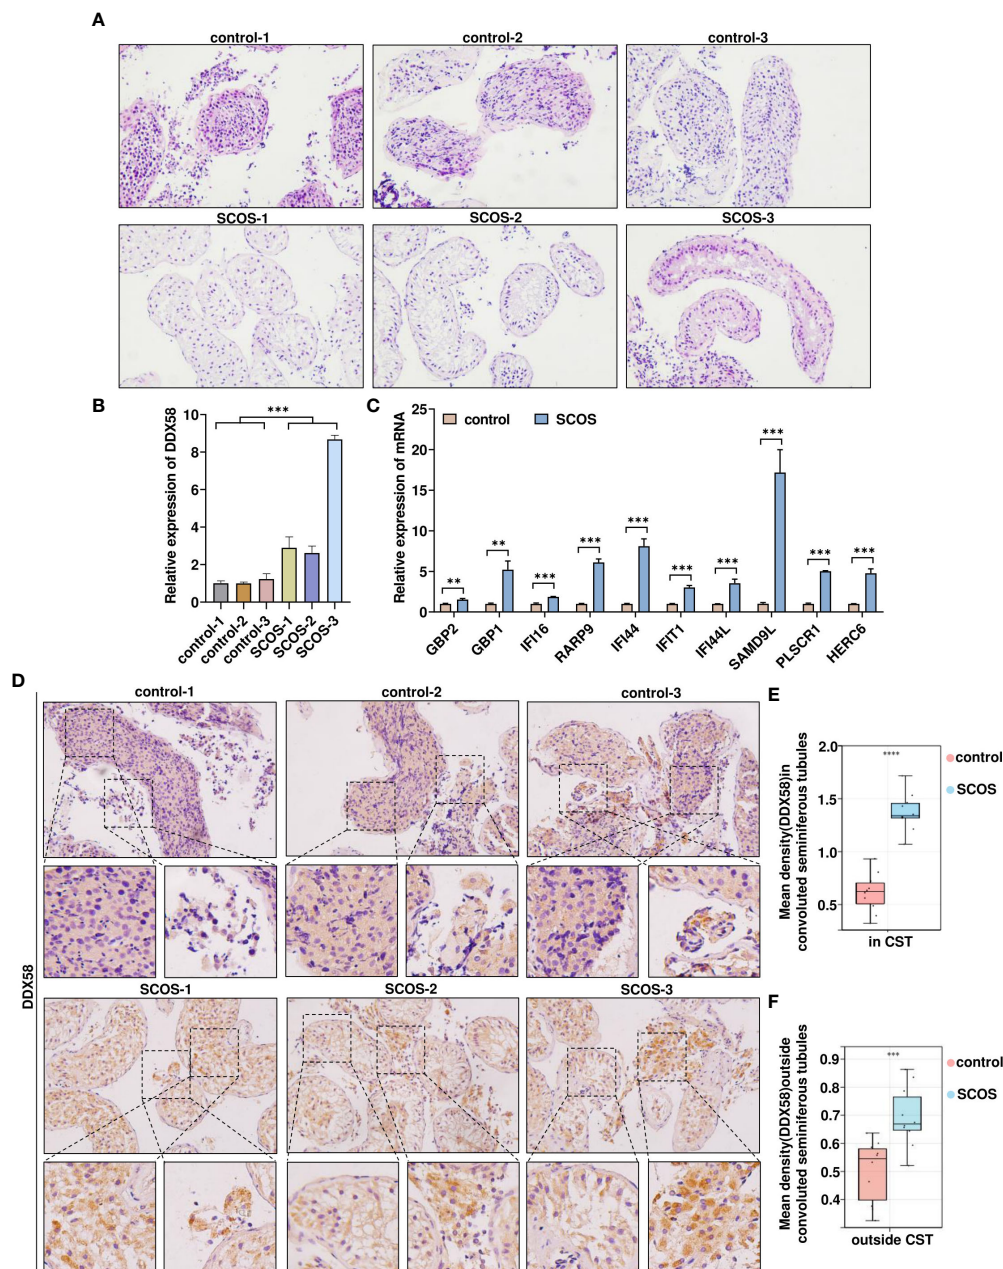 A
control-1
control-2
control-3
SCOS-1
SCOS-2
SCOS-3
B
Relative expression of DDX58
10
8
6
4
2
0
***
control-1
control-2
control-3
SCOS-1
SCOS-2
SCOS-3
C
Relative expression of mRNA
25
20
15
10
5
0
control
SCOS
**
**
***
***
***
***
***
***
***
***
GBP2
GBP1
IFI16
RARP9
IFI44
IFIT1
IFI44L
SAMD9L
PLSCR1
HERC6
D
DDX58
control-1
control-2
control-3
SCOS-1
SCOS-2
SCOS-3
E
Mean density(DDX58)in
convoluted seminiferous tubules
2.0
1.5
1.0
0.5
****
control
SCOS
in CST
F
Mean density(DDX58)outside
convoluted seminiferous tubules
0.9
0.8
0.7
0.6
0.5
0.4
***
control
SCOS
outside CST